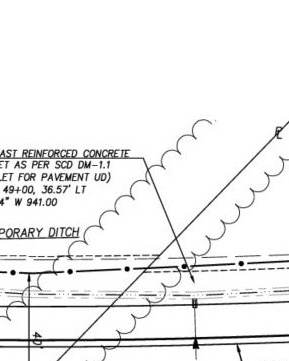 AST REINFORCED CONCRETE
ET AS PER SCD DM-1.1
LET FOR PAVEMENT UD)
49+00, 36.57' LT
4" W 941.00
PORARY DITCH
40'